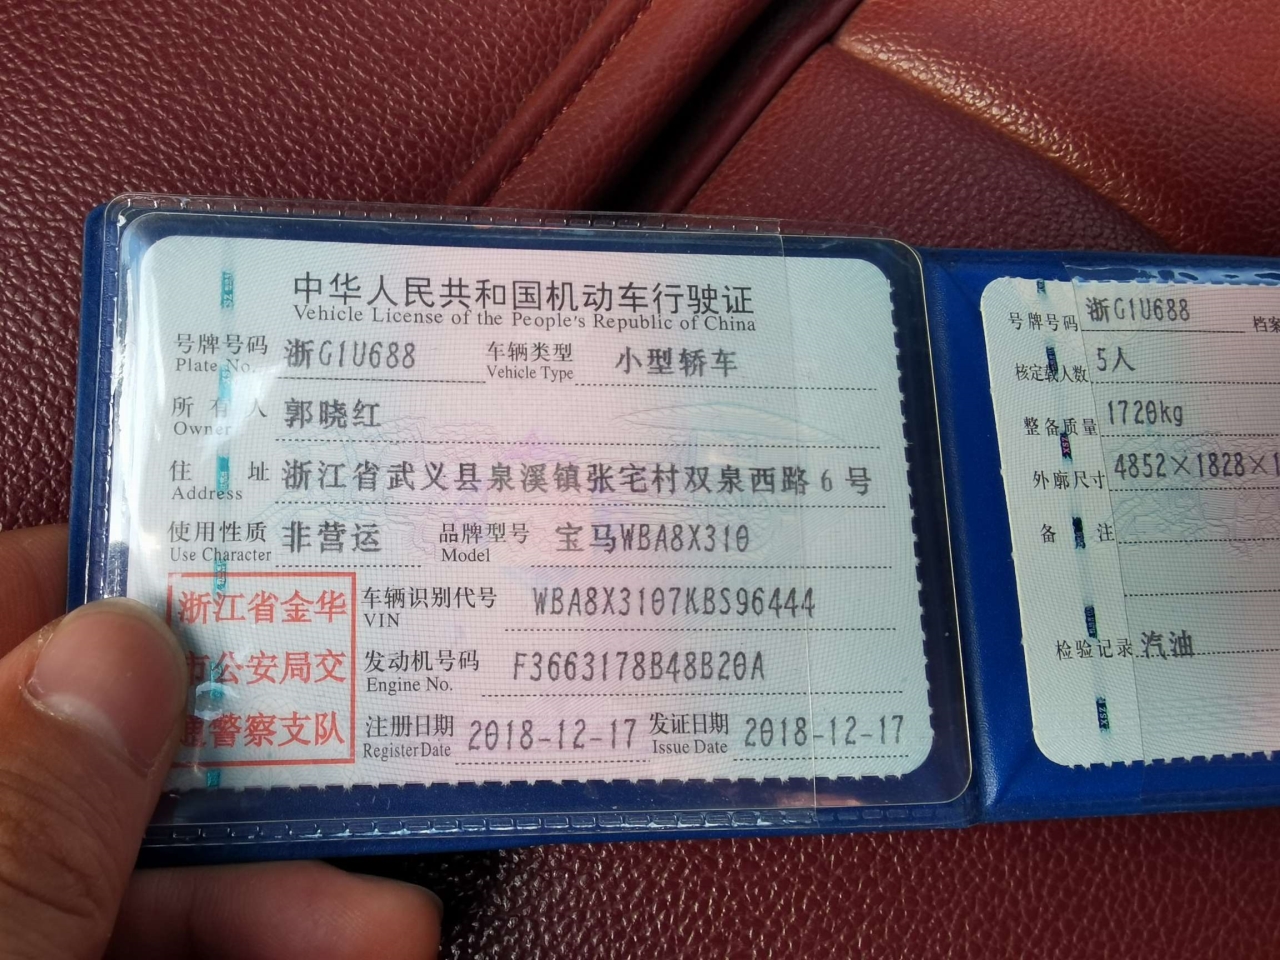 中华人民共和国机动车行驶证
Vehicle License of the People's Republic of China
号牌号码 浙G1U688 车辆类型 小型轿车
Plate No. Vehicle Type
所有人 郭晓红
Owner
住址 浙江省武义县泉溪镇张宅村双泉西路6号
Address
使用性质 非营运 品牌型号 宝马WBA8X310
Use Character Model
浙江省金华
市公安局交
通警察支队
车辆识别代号 WBA8X3107KBS96444
VIN
发动机号码 F3663178B48B20A
Engine No.
注册日期 2018-12-17 发证日期 2018-12-17
Register Date Issue Date
号牌号码 浙G1U688 档案
核定载人数 5人
整备质量 1720kg
外廓尺寸 4852×1828×1
备注
检验记录 汽油